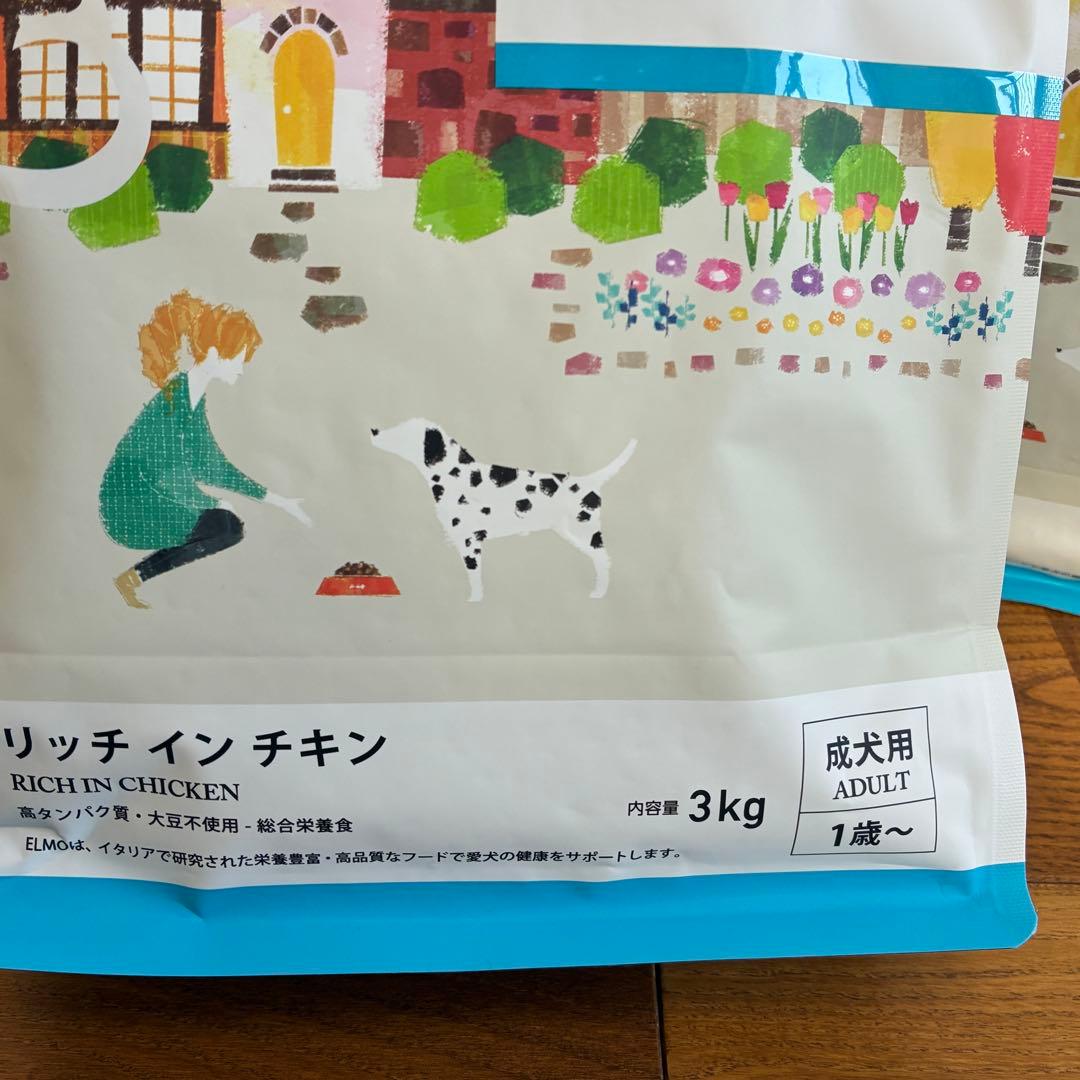 リッチ イン チキン
RICH IN CHICKEN
高タンパク質・大豆不使用 - 総合栄養食
ELMOは、イタリアで研究された栄養豊富・高品質なフードで愛犬の健康をサポートします。
内容量 3kg
成犬用
ADULT
1歳～